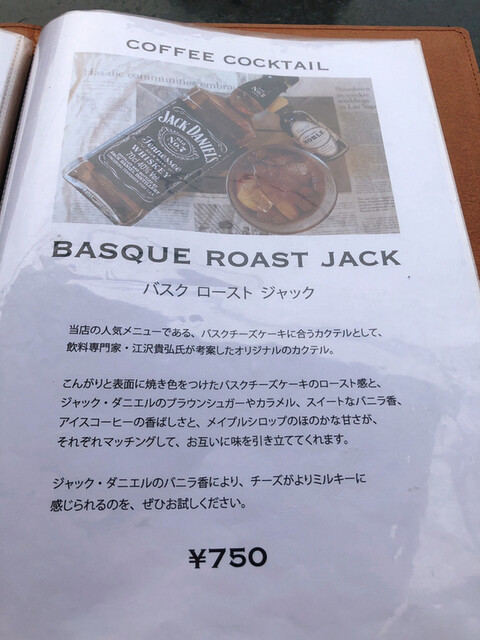 COFFEE COCKTAIL
JACK DANIEL'S
No.7
Tennessee
WHISKEY
70cl 40% Vol.
BASQUE ROAST JACK
バスク ロースト ジャック
当店の人気メニューである、バスクチーズケーキに合うカクテルとして、
飲料専門家・江沢貴弘氏が考案したオリジナルのカクテル。
こんがりと表面に焼き色をつけたバスクチーズケーキのロースト感と、
ジャック・ダニエルのブラウンシュガーやカラメル、スイートなバニラ香、
アイスコーヒーの香ばしさと、メイプルシロップのほのかな甘さが、
それぞれマッチングして、お互いに味を引き立ててくれます。
ジャック・ダニエルのバニラ香により、チーズがよりミルキーに
感じられるのを、ぜひお試しください。
¥750